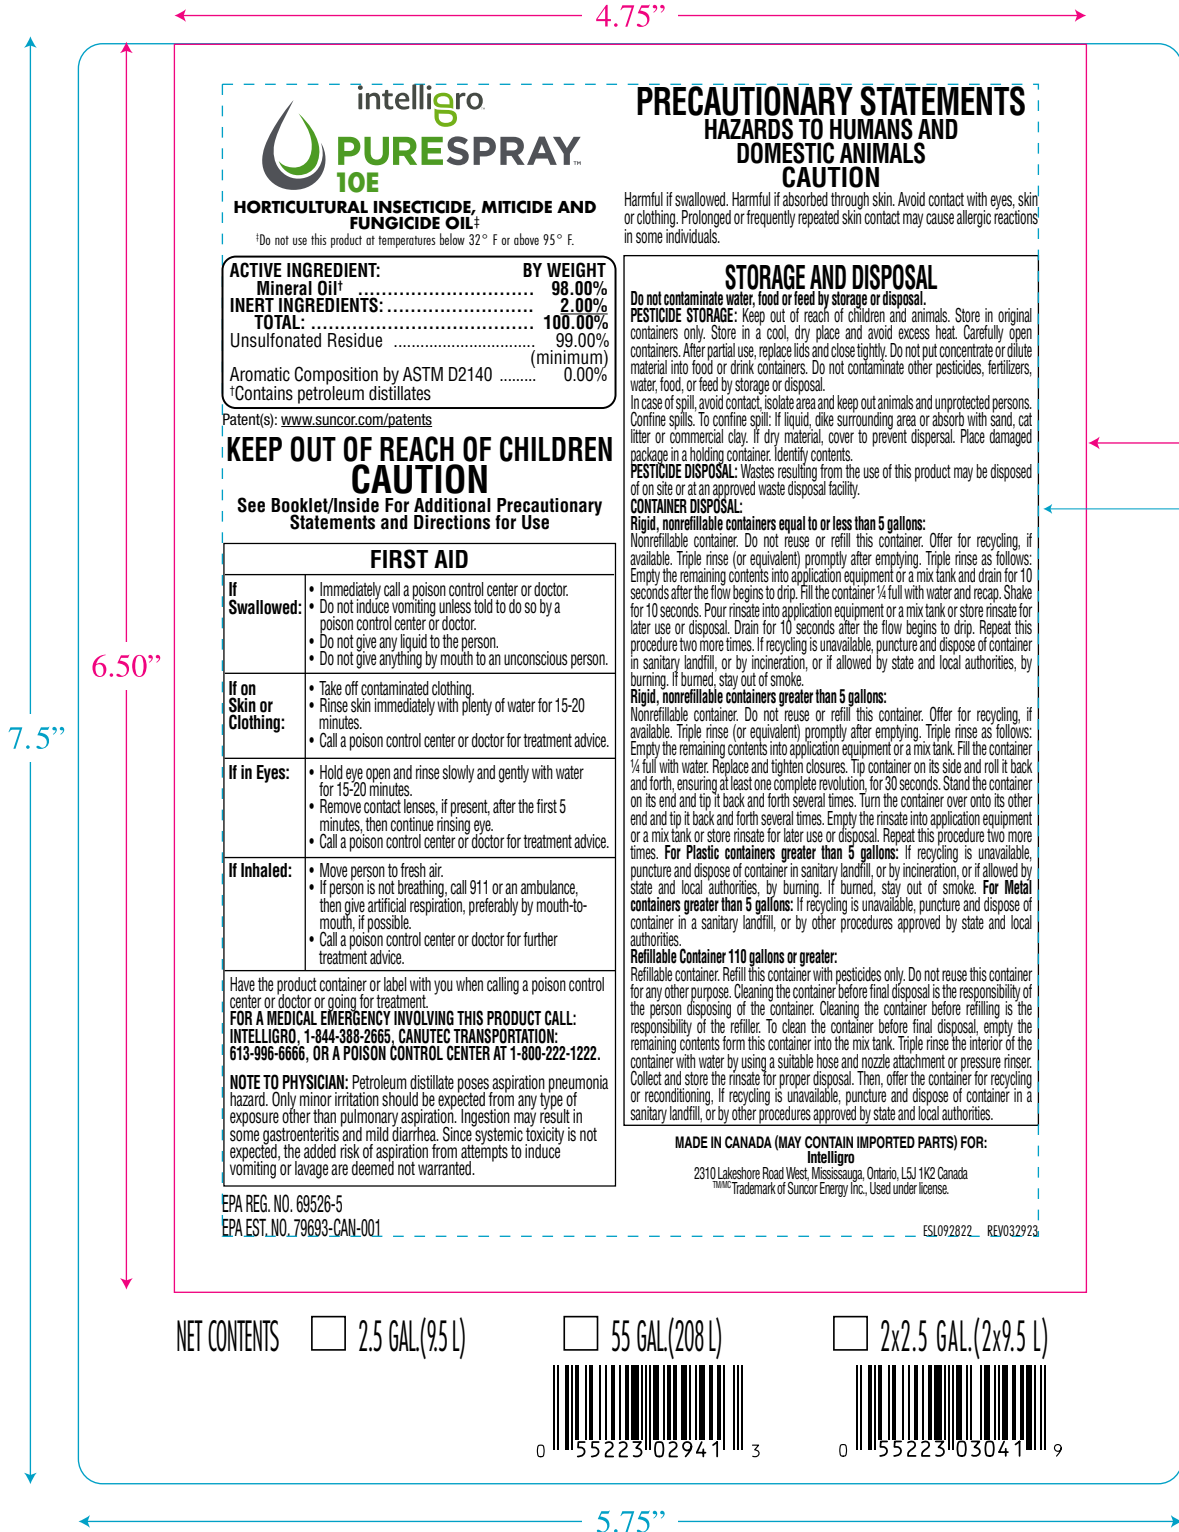 4.75”
7.5”
6.50”
intelligro
PURESPRAY™
10E
HORTICULTURAL INSECTICIDE, MITICIDE AND
FUNGICIDE OIL‡
‡Do not use this product at temperatures below 32° F or above 95° F.
ACTIVE INGREDIENT: BY WEIGHT
Mineral Oil† .............................. 98.00%
INERT INGREDIENTS: ......................... 2.00%
TOTAL: ...................................... 100.00%
Unsulfonated Residue ................................ 99.00%
(minimum)
Aromatic Composition by ASTM D2140 ......... 0.00%
†Contains petroleum distillates
Patent(s): www.suncor.com/patents
KEEP OUT OF REACH OF CHILDREN
CAUTION
See Booklet/Inside For Additional Precautionary
Statements and Directions for Use
FIRST AID
If
Swallowed:
• Immediately call a poison control center or doctor.
• Do not induce vomiting unless told to do so by a
poison control center or doctor.
• Do not give any liquid to the person.
• Do not give anything by mouth to an unconscious person.
If on
Skin or
Clothing:
• Take off contaminated clothing.
• Rinse skin immediately with plenty of water for 15-20
minutes.
• Call a poison control center or doctor for treatment advice.
If in Eyes:
• Hold eye open and rinse slowly and gently with water
for 15-20 minutes.
• Remove contact lenses, if present, after the first 5
minutes, then continue rinsing eye.
• Call a poison control center or doctor for treatment advice.
If Inhaled:
• Move person to fresh air.
• If person is not breathing, call 911 or an ambulance,
then give artificial respiration, preferably by mouth-to-
mouth, if possible.
• Call a poison control center or doctor for further
treatment advice.
Have the product container or label with you when calling a poison control
center or doctor or going for treatment.
FOR A MEDICAL EMERGENCY INVOLVING THIS PRODUCT CALL:
INTELLIGRO, 1-844-388-2665, CANUTEC TRANSPORTATION:
613-996-6666, OR A POISON CONTROL CENTER AT 1-800-222-1222.
NOTE TO PHYSICIAN: Petroleum distillate poses aspiration pneumonia
hazard. Only minor irritation should be expected from any type of
exposure other than pulmonary aspiration. Ingestion may result in
some gastroenteritis and mild diarrhea. Since systemic toxicity is not
expected, the added risk of aspiration from attempts to induce
vomiting or lavage are deemed not warranted.
EPA REG. NO. 69526-5
EPA EST. NO. 79693-CAN-001
PRECAUTIONARY STATEMENTS
HAZARDS TO HUMANS AND
DOMESTIC ANIMALS
CAUTION
Harmful if swallowed. Harmful if absorbed through skin. Avoid contact with eyes, skin
or clothing. Prolonged or frequently repeated skin contact may cause allergic reactions
in some individuals.
STORAGE AND DISPOSAL
Do not contaminate water, food or feed by storage or disposal.
PESTICIDE STORAGE: Keep out of reach of children and animals. Store in original
containers only. Store in a cool, dry place and avoid excess heat. Carefully open
containers. After partial use, replace lids and close tightly. Do not put concentrate or dilute
material into food or drink containers. Do not contaminate other pesticides, fertilizers,
water, food, or feed by storage or disposal.
In case of spill, avoid contact, isolate area and keep out animals and unprotected persons.
Confine spills. To confine spill: If liquid, dike surrounding area or absorb with sand, cat
litter or commercial clay. If dry material, cover to prevent dispersal. Place damaged
package in a holding container. Identify contents.
PESTICIDE DISPOSAL: Wastes resulting from the use of this product may be disposed
of on site or at an approved waste disposal facility.
CONTAINER DISPOSAL:
Rigid, nonrefillable containers equal to or less than 5 gallons:
Nonrefillable container. Do not reuse or refill this container. Offer for recycling, if
available. Triple rinse (or equivalent) promptly after emptying. Triple rinse as follows:
Empty the remaining contents into application equipment or a mix tank and drain for 10
seconds after the flow begins to drip. Fill the container ¼ full with water and recap. Shake
for 10 seconds. Pour rinsate into application equipment or a mix tank or store rinsate for
later use or disposal. Drain for 10 seconds after the flow begins to drip. Repeat this
procedure two more times. If recycling is unavailable, puncture and dispose of container
in sanitary landfill, or by incineration, or if allowed by state and local authorities, by
burning. If burned, stay out of smoke.
Rigid, nonrefillable containers greater than 5 gallons:
Nonrefillable container. Do not reuse or refill this container. Offer for recycling, if
available. Triple rinse (or equivalent) promptly after emptying. Triple rinse as follows:
Empty the remaining contents into application equipment or a mix tank. Fill the container
¼ full with water. Replace and tighten closures. Tip container on its side and roll it back
and forth, ensuring at least one complete revolution, for 30 seconds. Stand the container
on its end and tip it back and forth several times. Turn the container over onto its other
end and tip it back and forth several times. Empty the rinsate into application equipment
or a mix tank or store rinsate for later use or disposal. Repeat this procedure two more
times. For Plastic containers greater than 5 gallons: If recycling is unavailable,
puncture and dispose of container in sanitary landfill, or by incineration, or if allowed by
state and local authorities, by burning. If burned, stay out of smoke. For Metal
containers greater than 5 gallons: If recycling is unavailable, puncture and dispose of
container in a sanitary landfill, or by other procedures approved by state and local
authorities.
Refillable Container 110 gallons or greater:
Refillable container. Refill this container with pesticides only. Do not reuse this container
for any other purpose. Cleaning the container before final disposal is the responsibility of
the person disposing of the container. Cleaning the container before refilling is the
responsibility of the refiller. To clean the container before final disposal, empty the
remaining contents form this container into the mix tank. Triple rinse the interior of the
container with water by using a suitable hose and nozzle attachment or pressure rinser.
Collect and store the rinsate for proper disposal. Then, offer the container for recycling
or reconditioning, If recycling is unavailable, puncture and dispose of container in a
sanitary landfill, or by other procedures approved by state and local authorities.
MADE IN CANADA (MAY CONTAIN IMPORTED PARTS) FOR:
Intelligro
2310 Lakeshore Road West, Mississauga, Ontario, L5J 1K2 Canada
TM/MC Trademark of Suncor Energy Inc., Used under license.
ESL092822 REV032923
NET CONTENTS 2.5 GAL.(9.5 L) 55 GAL.(208 L) 2x2.5 GAL.(2x9.5 L)
0 55223 02941 3
0 55223 03041 9
5.75”